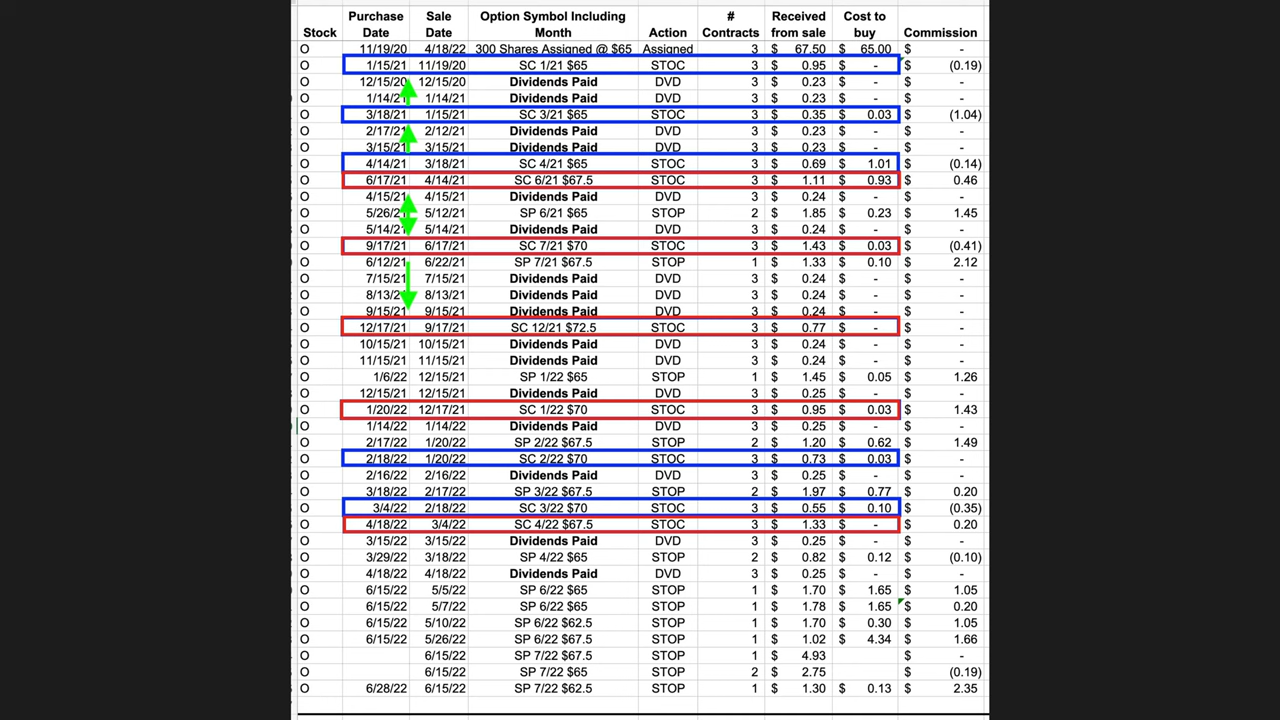 Stock Purchase Date Sale Date Option Symbol Including Month Action # Contracts Received from sale Cost to buy Commission
O 11/19/20 4/18/22 300 Shares Assigned @ $65 Assigned 3 $ 67.50 $ 65.00 $ -
O 1/15/21 11/19/20 SC 1/21 $65 STOC 3 $ 0.95 $ - $ (0.19)
O 12/15/20 12/15/20 Dividends Paid DVD 3 $ 0.23 $ - $ -
O 1/14/21 1/14/21 Dividends Paid DVD 3 $ 0.23 $ - $ -
O 3/18/21 1/15/21 SC 3/21 $65 STOC 3 $ 0.35 $ 0.03 $ (1.04)
O 2/17/21 2/12/21 Dividends Paid DVD 3 $ 0.23 $ - $ -
O 3/15/21 3/15/21 Dividends Paid DVD 3 $ 0.23 $ - $ -
O 4/14/21 3/18/21 SC 4/21 $65 STOC 3 $ 0.69 $ 1.01 $ (0.14)
O 6/17/21 4/14/21 SC 6/21 $67.5 STOC 3 $ 1.11 $ 0.93 $ 0.46
O 4/15/21 4/15/21 Dividends Paid DVD 3 $ 0.24 $ - $ -
O 5/26/21 5/12/21 SP 6/21 $65 STOP 2 $ 1.85 $ 0.23 $ 1.45
O 5/14/21 5/14/21 Dividends Paid DVD 3 $ 0.24 $ - $ -
O 9/17/21 6/17/21 SC 7/21 $70 STOC 3 $ 1.43 $ 0.03 $ (0.41)
O 6/12/21 6/22/21 SP 7/21 $67.5 STOP 1 $ 1.33 $ 0.10 $ 2.12
O 7/15/21 7/15/21 Dividends Paid DVD 3 $ 0.24 $ - $ -
O 8/13/21 8/13/21 Dividends Paid DVD 3 $ 0.24 $ - $ -
O 9/15/21 9/15/21 Dividends Paid DVD 3 $ 0.24 $ - $ -
O 12/17/21 9/17/21 SC 12/21 $72.5 STOC 3 $ 0.77 $ - $ -
O 10/15/21 10/15/21 Dividends Paid DVD 3 $ 0.24 $ - $ -
O 11/15/21 11/15/21 Dividends Paid DVD 3 $ 0.24 $ - $ -
O 1/6/22 12/15/21 SP 1/22 $65 STOP 1 $ 1.45 $ 0.05 $ 1.26
O 12/15/21 12/15/21 Dividends Paid DVD 3 $ 0.25 $ - $ -
O 1/20/22 12/17/21 SC 1/22 $70 STOC 3 $ 0.95 $ 0.03 $ 1.43
O 1/14/22 1/14/22 Dividends Paid DVD 3 $ 0.25 $ - $ -
O 2/17/22 1/20/22 SP 2/22 $67.5 STOP 2 $ 1.20 $ 0.62 $ 1.49
O 2/18/22 1/20/22 SC 2/22 $70 STOC 3 $ 0.73 $ 0.03 $ -
O 2/16/22 2/16/22 Dividends Paid DVD 3 $ 0.25 $ - $ -
O 3/18/22 2/17/22 SP 3/22 $67.5 STOP 2 $ 1.97 $ 0.77 $ 0.20
O 3/4/22 2/18/22 SC 3/22 $70 STOC 3 $ 0.55 $ 0.10 $ (0.35)
O 4/18/22 3/4/22 SC 4/22 $67.5 STOC 3 $ 1.33 $ - $ 0.20
O 3/15/22 3/15/22 Dividends Paid DVD 3 $ 0.25 $ - $ -
O 3/29/22 3/18/22 SP 4/22 $65 STOP 2 $ 0.82 $ 0.12 $ (0.10)
O 4/18/22 4/18/22 Dividends Paid DVD 3 $ 0.25 $ - $ -
O 6/15/22 5/5/22 SP 6/22 $65 STOP 1 $ 1.70 $ 1.65 $ 1.05
O 6/15/22 5/7/22 SP 6/22 $65 STOP 1 $ 1.78 $ 1.65 $ 0.20
O 6/15/22 5/10/22 SP 6/22 $62.5 STOP 1 $ 1.70 $ 0.30 $ 1.05
O 6/15/22 5/26/22 SP 6/22 $67.5 STOP 1 $ 1.02 $ 4.34 $ 1.66
O 6/15/22 SP 7/22 $67.5 STOP 1 $ 4.93 $ -
O 6/15/22 SP 7/22 $65 STOP 2 $ 2.75 $ (0.19)
O 6/28/22 6/15/22 SP 7/22 $62.5 STOP 1 $ 1.30 $ 0.13 $ 2.35